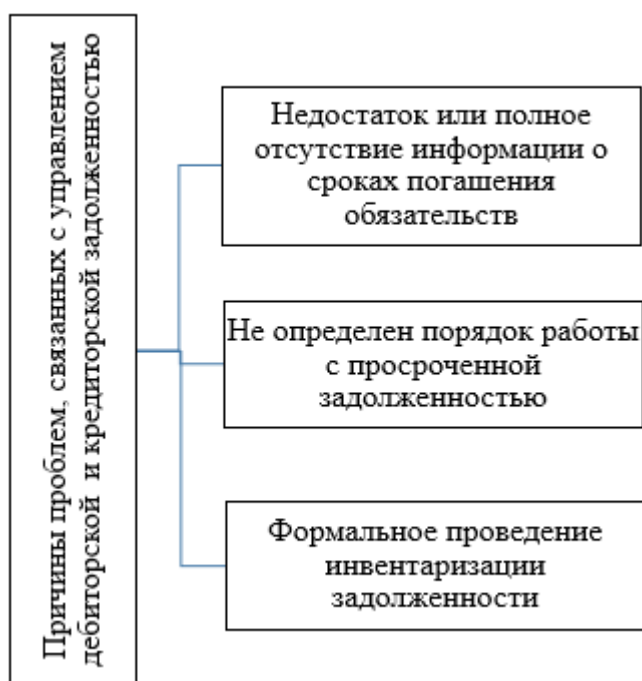 Причины проблем, связанных с управлением
дебиторской и кредиторской задолженностью
Недостаток или полное
отсутствие информации о
сроках погашения
обязательств
Не определен порядок работы
с просроченной
задолженностью
Формальное проведение
инвентаризации
задолженности